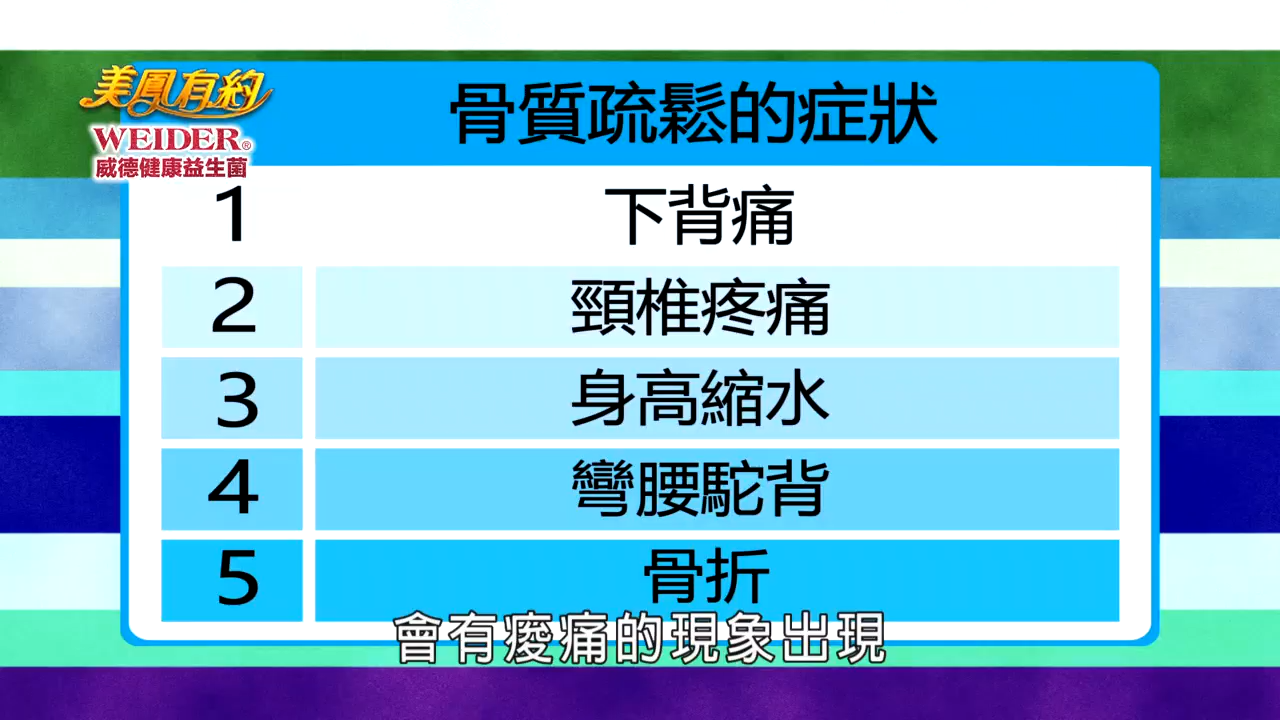 美鳳有約
WEIDER®
威德健康益生菌
骨質疏鬆的症狀
1 下背痛
2 頸椎疼痛
3 身高縮水
4 彎腰駝背
5 骨折
會有痠痛的現象出現